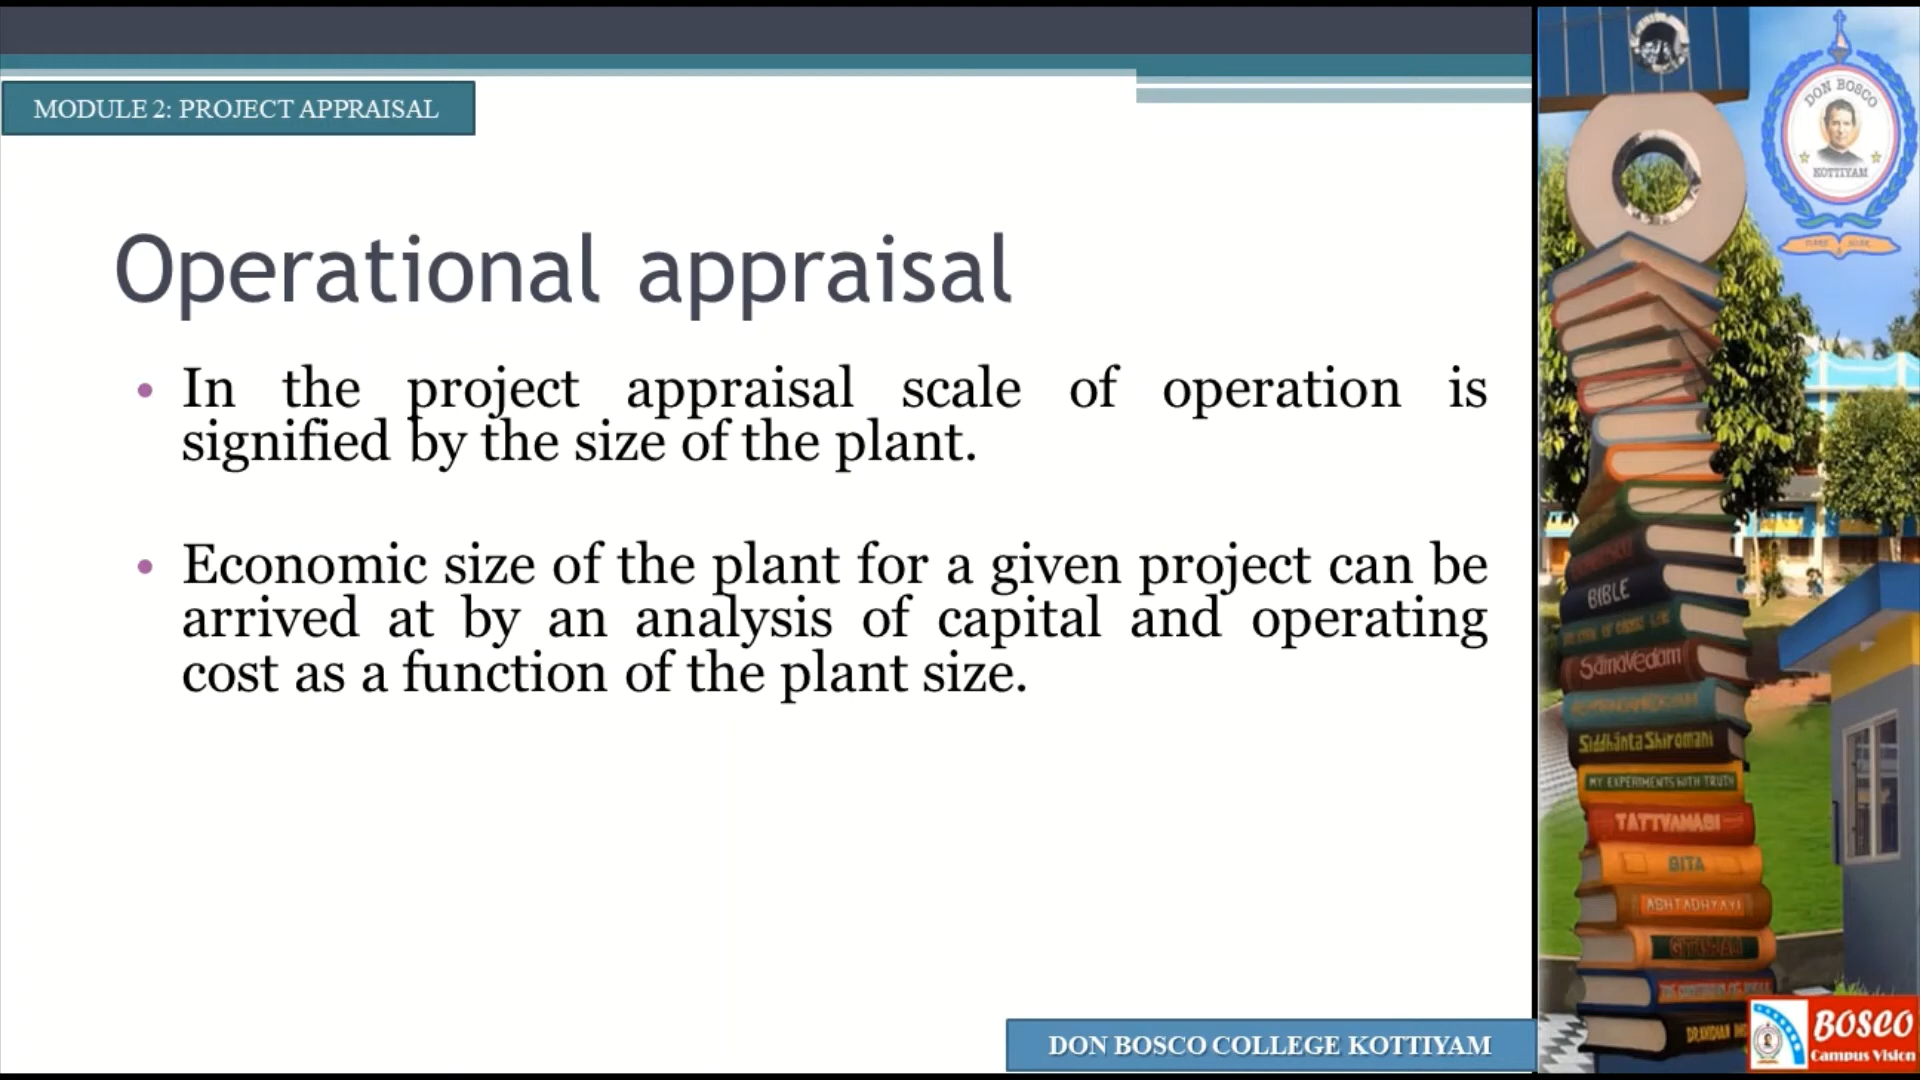 MODULE 2: PROJECT APPRAISAL
Operational appraisal
• In the project appraisal scale of operation is
signified by the size of the plant.
• Economic size of the plant for a given project can be
arrived at by an analysis of capital and operating
cost as a function of the plant size.
DON BOSCO COLLEGE KOTTIYAM
DON BOSCO
KOTTIYAM
BIBLE
SamaVedam
Siddhānta Shiromani
MY EXPERIMENTS WITH TRUTH
TATTVAMASI
GITA
ASHTADHYAYI
BOSCO
Campus Vision